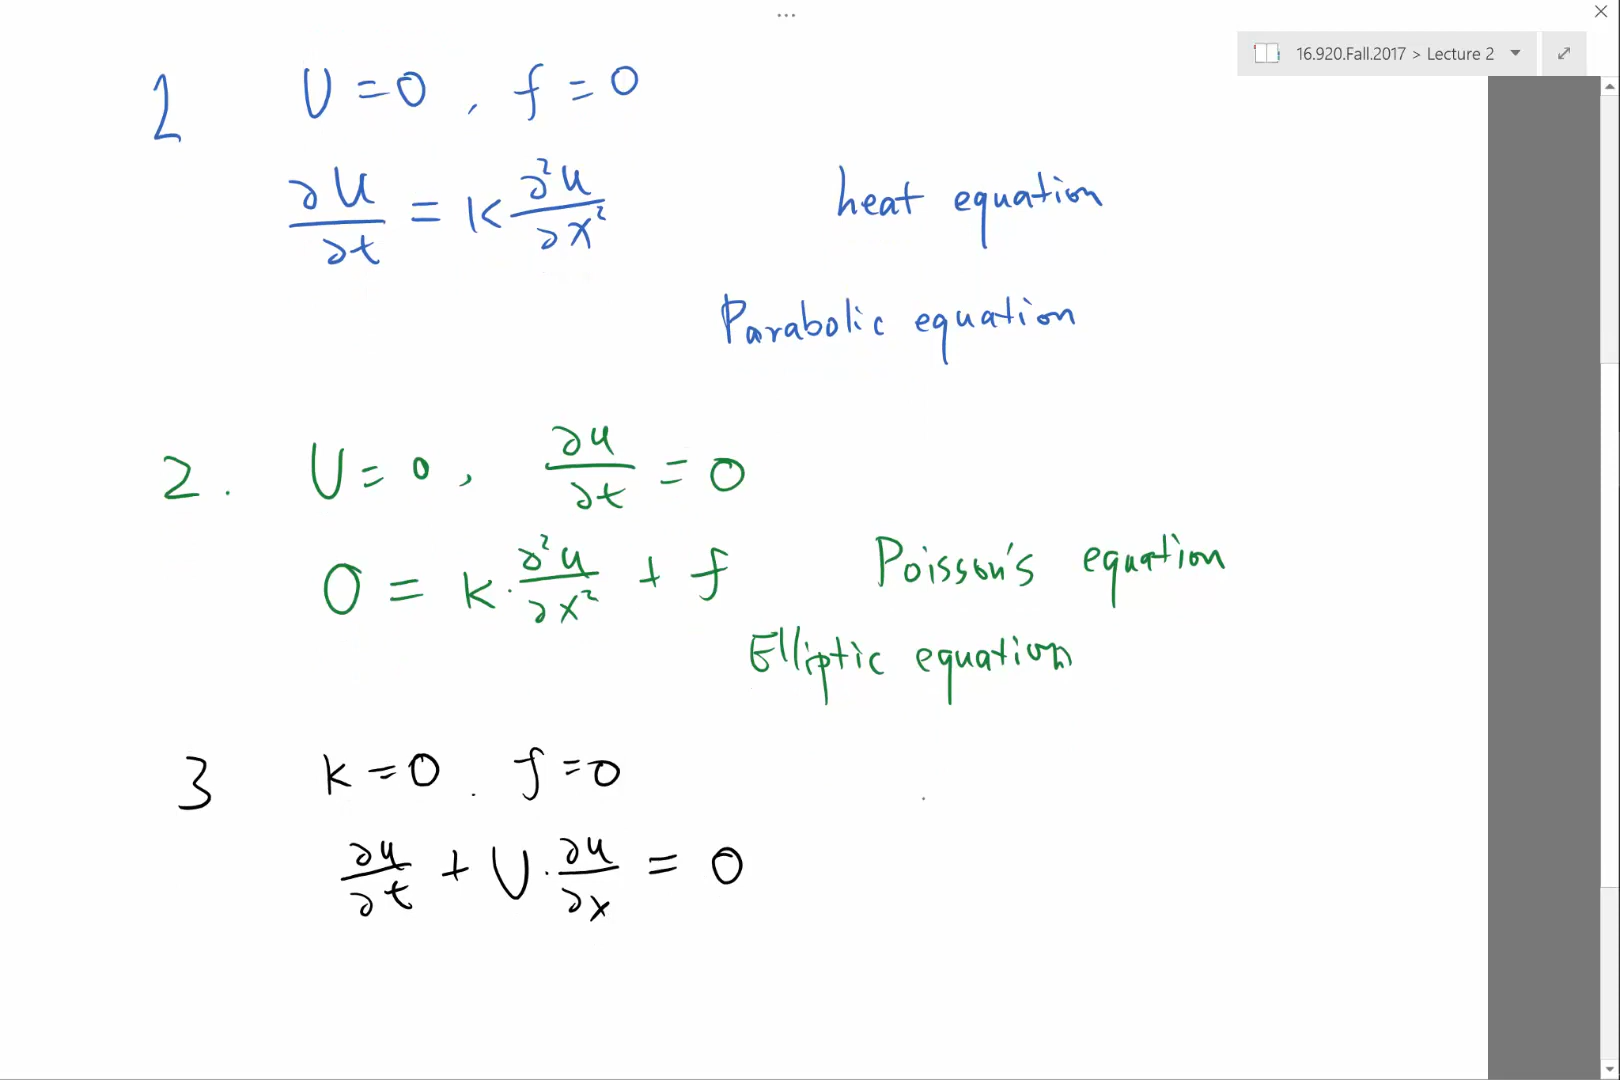 ...
16.920.Fall.2017 > Lecture 2
1 U = 0 , f = 0
∂u/∂t = k ∂²u/∂x² heat equation
Parabolic equation
2. U = 0 , ∂u/∂t = 0
0 = k · ∂²u/∂x² + f Poisson's equation
Elliptic equation
3 k = 0 . f = 0
∂u/∂t + U · ∂u/∂x = 0